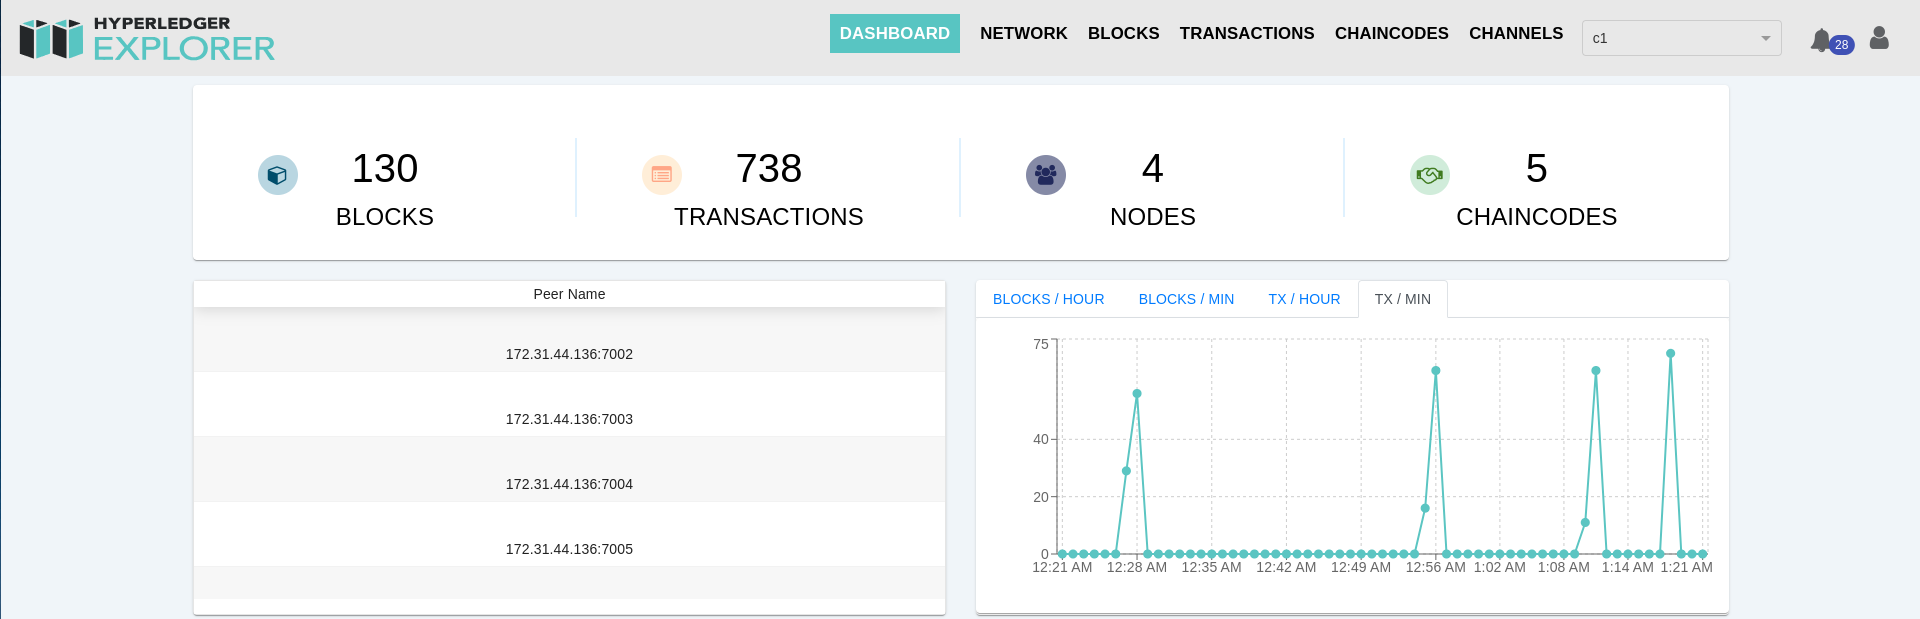 HYPERLEDGER
EXPLORER
DASHBOARD NETWORK BLOCKS TRANSACTIONS CHAINCODES CHANNELS
c1
28
130
BLOCKS
738
TRANSACTIONS
4
NODES
5
CHAINCODES
Peer Name
172.31.44.136:7002
172.31.44.136:7003
172.31.44.136:7004
172.31.44.136:7005
BLOCKS / HOUR BLOCKS / MIN TX / HOUR TX / MIN
75
40
20
0
12:21 AM 12:28 AM 12:35 AM 12:42 AM 12:49 AM 12:56 AM 1:02 AM 1:08 AM 1:14 AM 1:21 AM